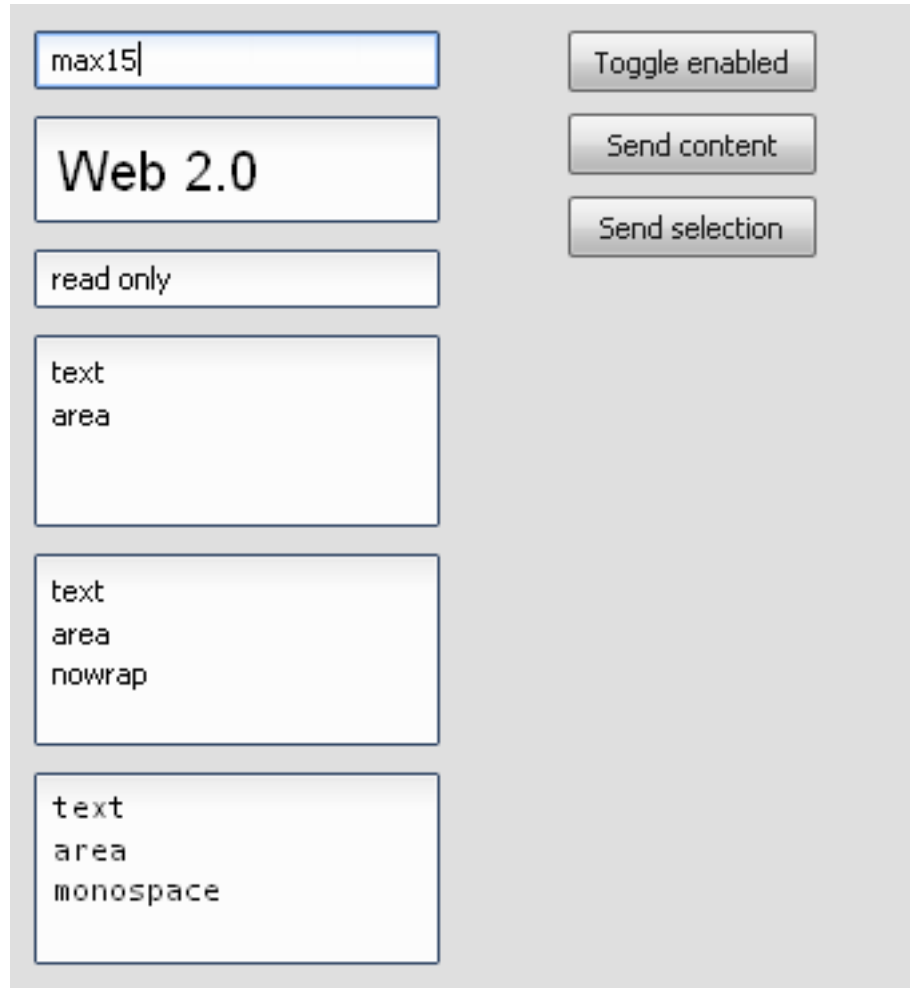 max15
Web 2.0
read only
text
area
text
area
nowrap
text
area
monospace
Toggle enabled
Send content
Send selection